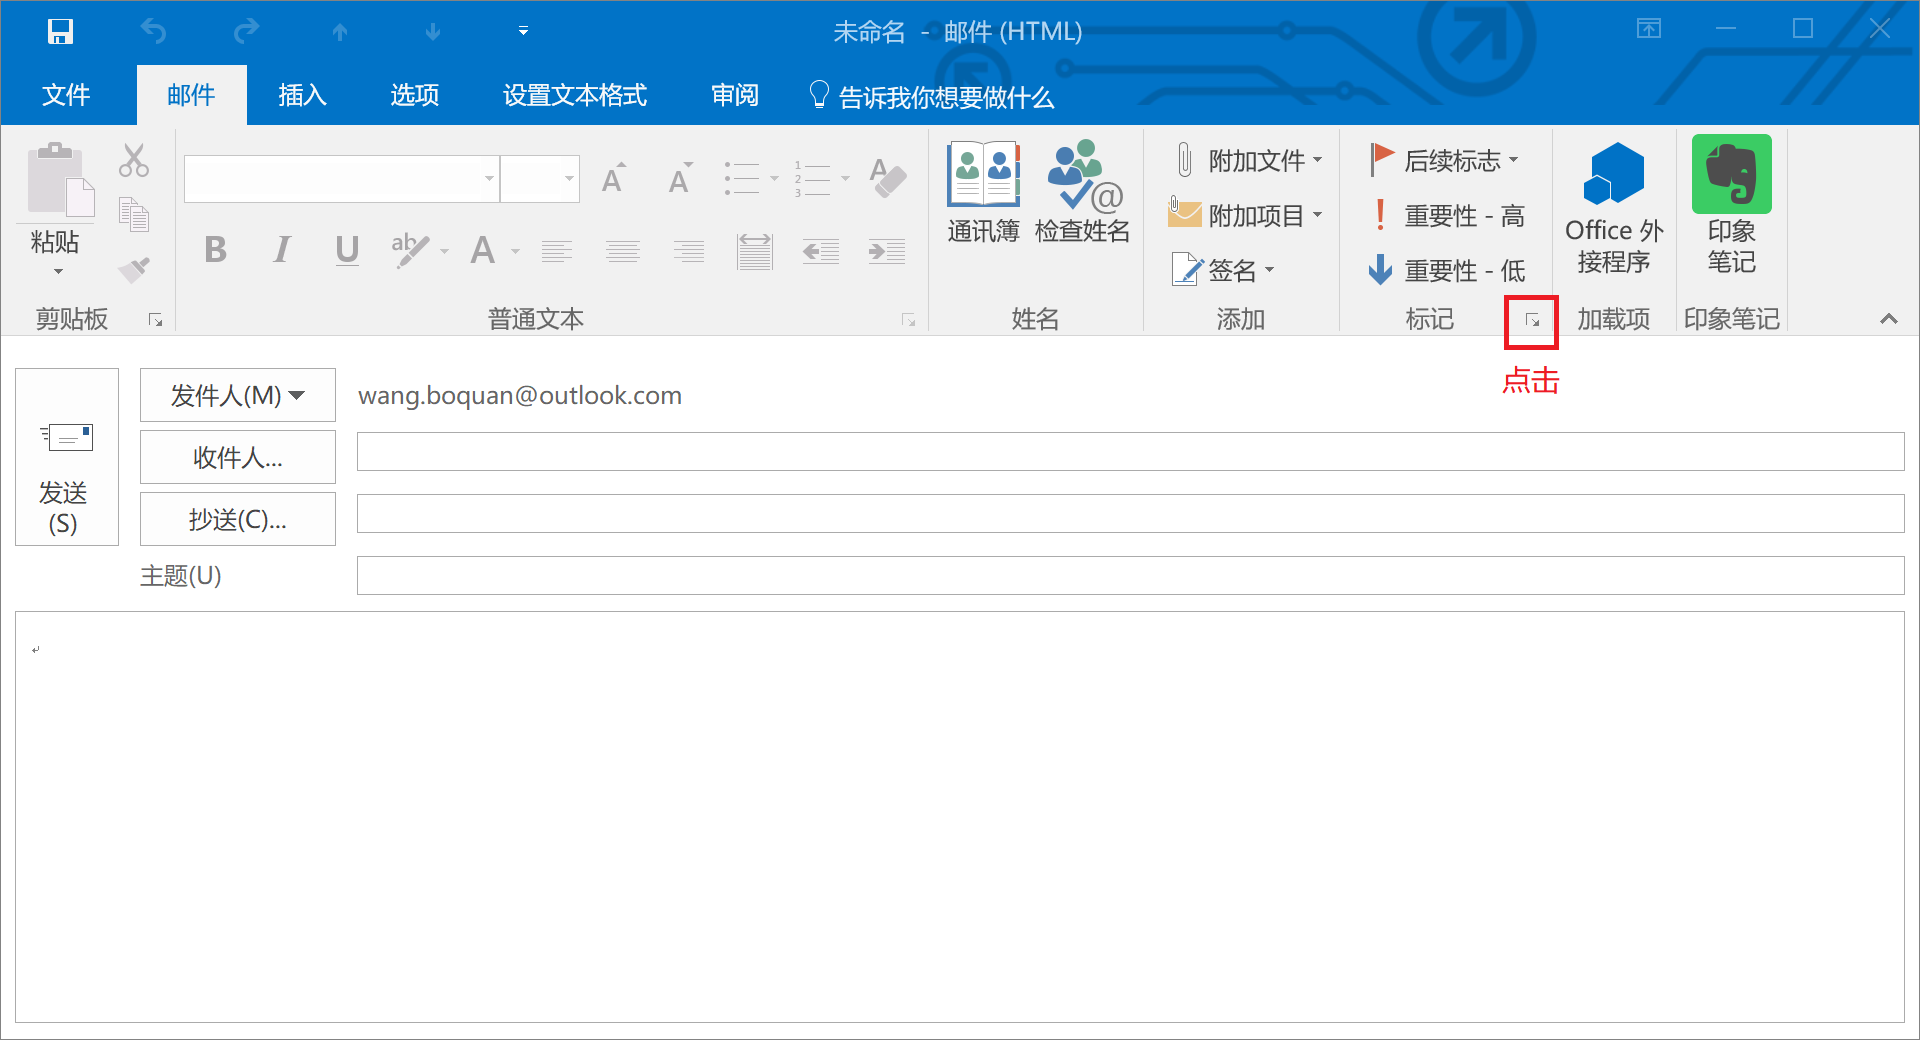 未命名 - 邮件 (HTML)
文件 邮件 插入 选项 设置文本格式 审阅 告诉我你想要做什么
粘贴
剪贴板
A A 1 2 3 A
B I U ab A
普通文本
通讯簿 检查姓名
姓名
附加文件
附加项目
签名
添加
后续标志
重要性 - 高
重要性 - 低
标记
Office 外
接程序
加载项
印象
笔记
印象笔记
点击
发送
(S)
发件人(M) wang.boquan@outlook.com
收件人...
抄送(C)...
主题(U)